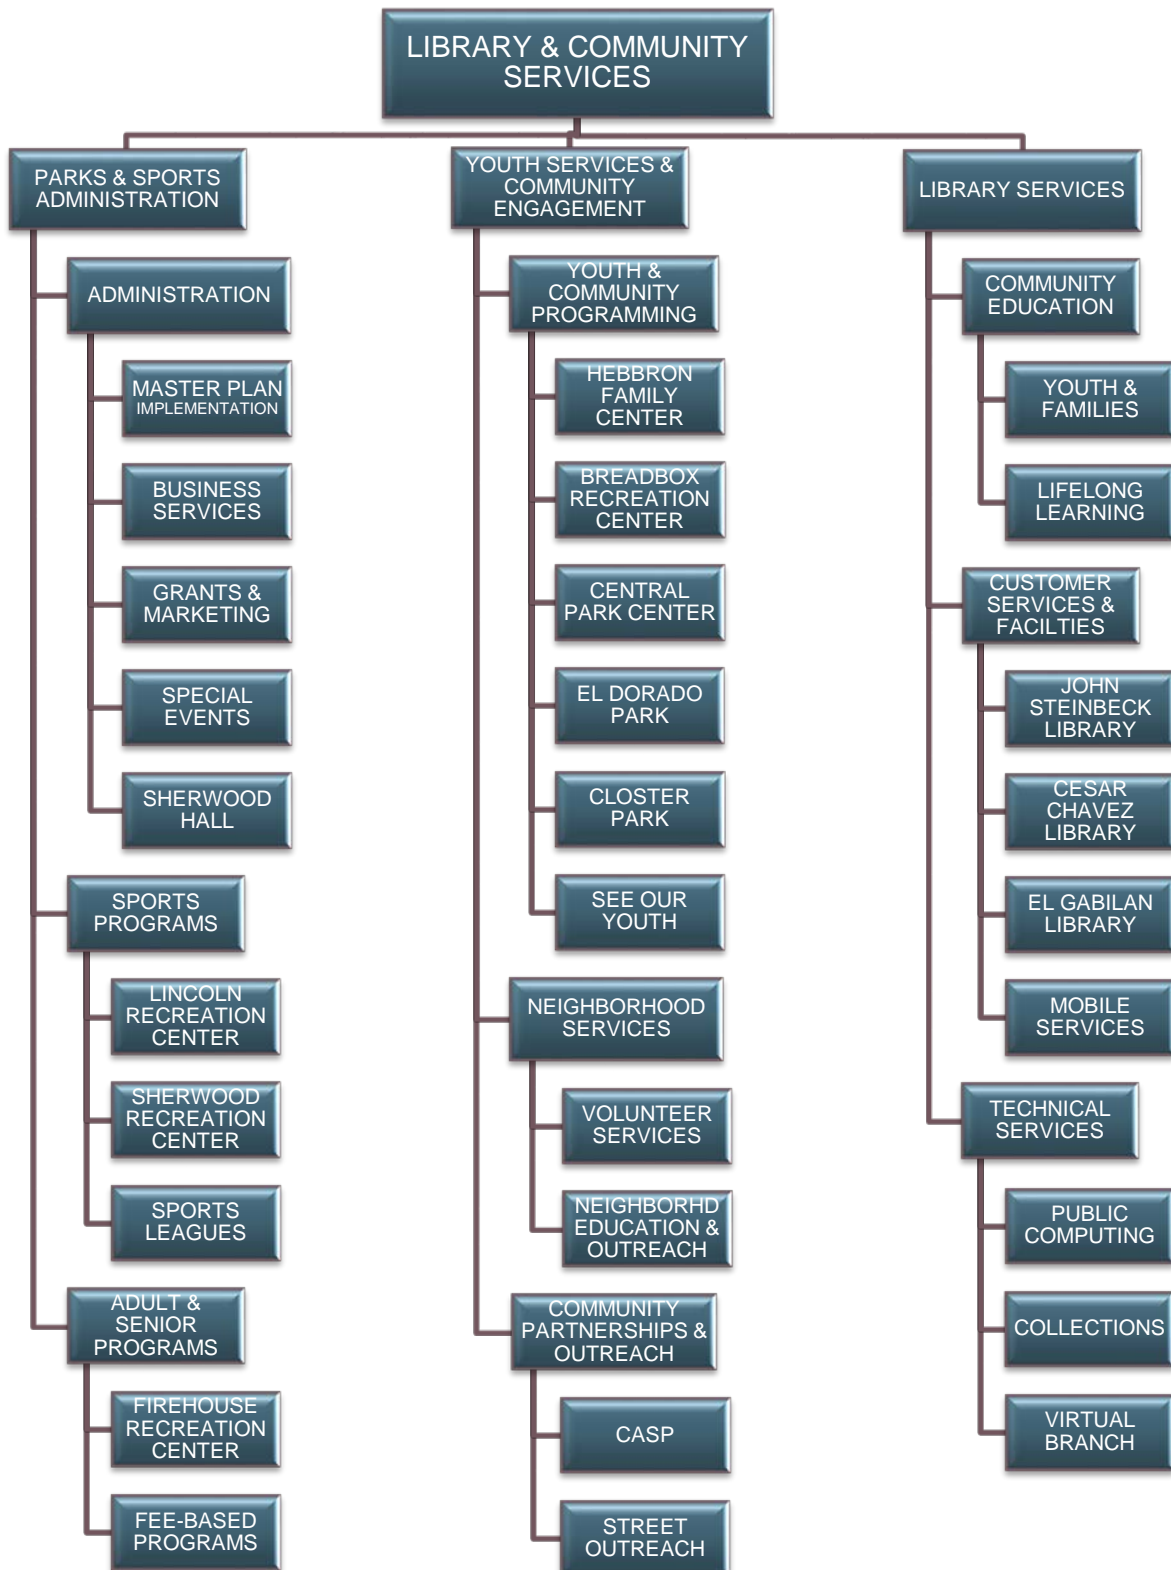 LIBRARY & COMMUNITY
SERVICES
PARKS & SPORTS
ADMINISTRATION
ADMINISTRATION
MASTER PLAN
IMPLEMENTATION
BUSINESS
SERVICES
GRANTS &
MARKETING
SPECIAL
EVENTS
SHERWOOD
HALL
SPORTS
PROGRAMS
LINCOLN
RECREATION
CENTER
SHERWOOD
RECREATION
CENTER
SPORTS
LEAGUES
ADULT &
SENIOR
PROGRAMS
FIREHOUSE
RECREATION
CENTER
FEE-BASED
PROGRAMS
YOUTH SERVICES &
COMMUNITY
ENGAGEMENT
YOUTH &
COMMUNITY
PROGRAMMING
HEBBRON
FAMILY
CENTER
BREADBOX
RECREATION
CENTER
CENTRAL
PARK CENTER
EL DORADO
PARK
CLOSTER
PARK
SEE OUR
YOUTH
NEIGHBORHOOD
SERVICES
VOLUNTEER
SERVICES
NEIGHBORHD
EDUCATION &
OUTREACH
COMMUNITY
PARTNERSHIPS &
OUTREACH
CASP
STREET
OUTREACH
LIBRARY SERVICES
COMMUNITY
EDUCATION
YOUTH &
FAMILIES
LIFELONG
LEARNING
CUSTOMER
SERVICES &
FACILTIES
JOHN
STEINBECK
LIBRARY
CESAR
CHAVEZ
LIBRARY
EL GABILAN
LIBRARY
MOBILE
SERVICES
TECHNICAL
SERVICES
PUBLIC
COMPUTING
COLLECTIONS
VIRTUAL
BRANCH